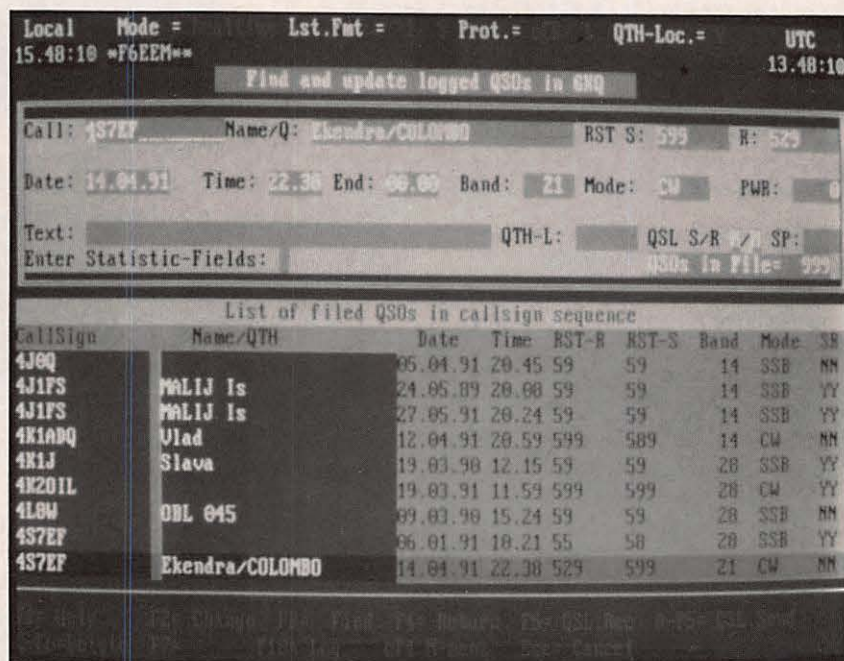 Local Mode = Lst.Fmt = Prot.= QTH-Loc.= UTC
15.48:10 *F6EEM** 13.48:10
Find and update logged QSOs in GNQ
Call: 4S7EF Name/Q: Ekendra/COLOMBO RST S: 599 R: 529
Date: 14.04.91 Time: 22.38 End: 00.00 Band: 21 Mode: CW PWR: 0
Text: QTH-L: QSL S/R N/N SP:
Enter Statistic-Fields: QSOs in File= 999
List of filed QSOs in callsign sequence
CallSign Name/QTH Date Time RST-R RST-S Band Mode SR
4J0Q 05.04.91 20.45 59 59 14 SSB NN
4J1FS MALIJ Is 24.05.89 20.00 59 59 14 SSB YY
4J1FS MALIJ Is 27.05.91 20.24 59 59 14 SSB YY
4K1ADQ Vlad 12.04.91 20.59 599 589 14 CW NN
4K1J Slava 19.03.90 12.15 59 59 28 SSB YY
4K2OIL 19.03.91 11.59 599 599 28 CW YY
4L8W OBL 045 09.03.90 15.24 59 59 28 SSB NN
4S7EF 06.01.91 10.21 55 58 28 SSB YY
4S7EF Ekendra/COLOMBO 14.04.91 22.38 529 599 21 CW NN